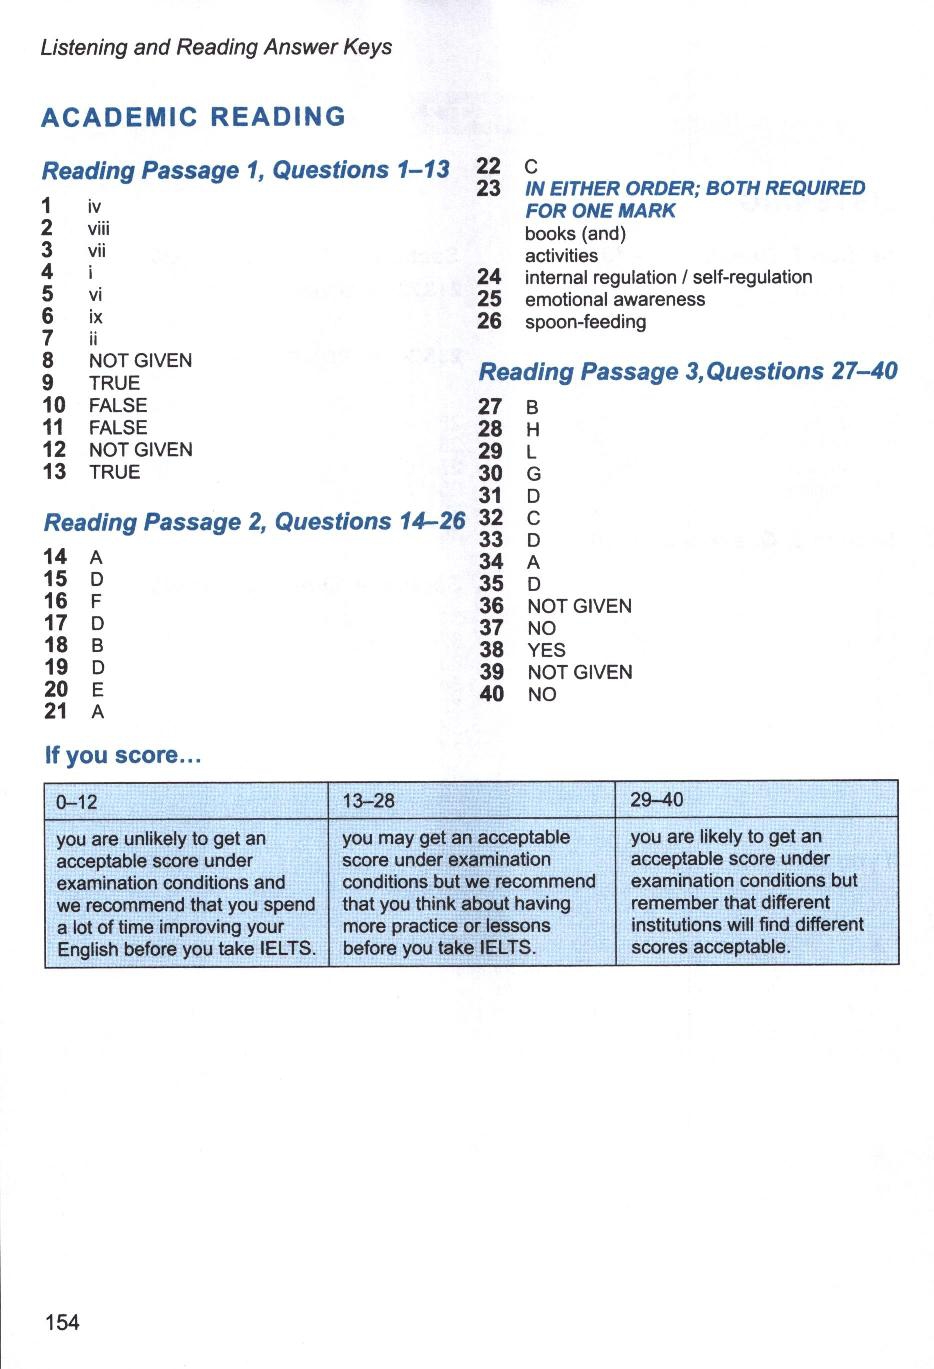 Listening and Reading Answer Keys
ACADEMIC READING
Reading Passage 1, Questions 1–13
1 iv
2 viii
3 vii
4 i
5 vi
6 ix
7 ii
8 NOT GIVEN
9 TRUE
10 FALSE
11 FALSE
12 NOT GIVEN
13 TRUE
Reading Passage 2, Questions 14–26
14 A
15 D
16 F
17 D
18 B
19 D
20 E
21 A
22 C
23 IN EITHER ORDER; BOTH REQUIRED
FOR ONE MARK
books (and)
activities
24 internal regulation / self-regulation
25 emotional awareness
26 spoon-feeding
Reading Passage 3, Questions 27–40
27 B
28 H
29 L
30 G
31 D
32 C
33 D
34 A
35 D
36 NOT GIVEN
37 NO
38 YES
39 NOT GIVEN
40 NO
If you score...
0–12
you are unlikely to get an
acceptable score under
examination conditions and
we recommend that you spend
a lot of time improving your
English before you take IELTS.
13–28
you may get an acceptable
score under examination
conditions but we recommend
that you think about having
more practice or lessons
before you take IELTS.
29–40
you are likely to get an
acceptable score under
examination conditions but
remember that different
institutions will find different
scores acceptable.
154